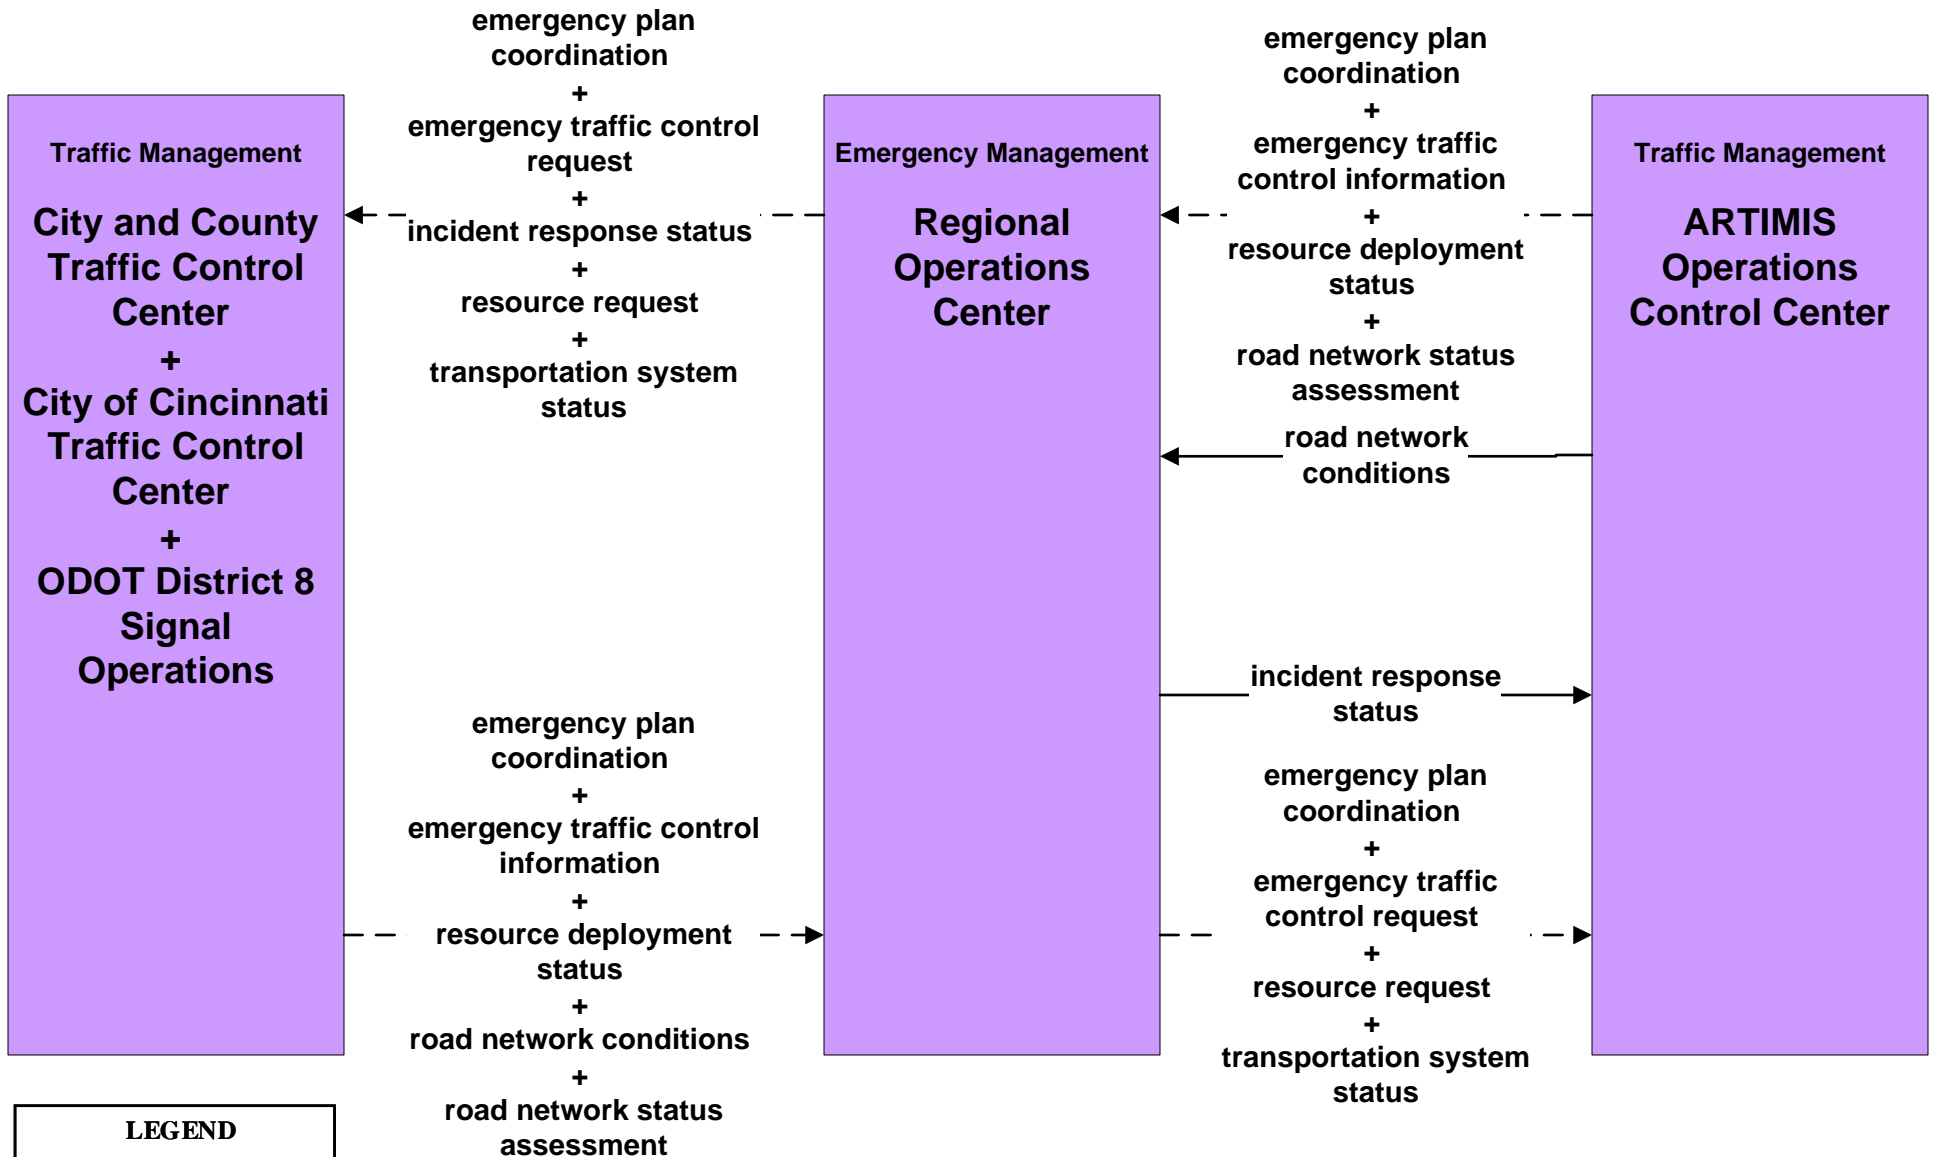 Traffic Management
City and County
Traffic Control
Center
+
City of Cincinnati
Traffic Control
Center
+
ODOT District 8
Signal
Operations
emergency plan
coordination
+
emergency traffic control
request
+
incident response status
+
resource request
+
transportation system
status
emergency plan
coordination
+
emergency traffic control
information
+
resource deployment
status
+
road network conditions
+
road network status
assessment
Emergency Management
Regional
Operations
Center
emergency plan
coordination
+
emergency traffic
control information
+
resource deployment
status
+
road network status
assessment
road network
conditions
incident response
status
emergency plan
coordination
+
emergency traffic
control request
+
resource request
+
transportation system
status
Traffic Management
ARTIMIS
Operations
Control Center
LEGEND